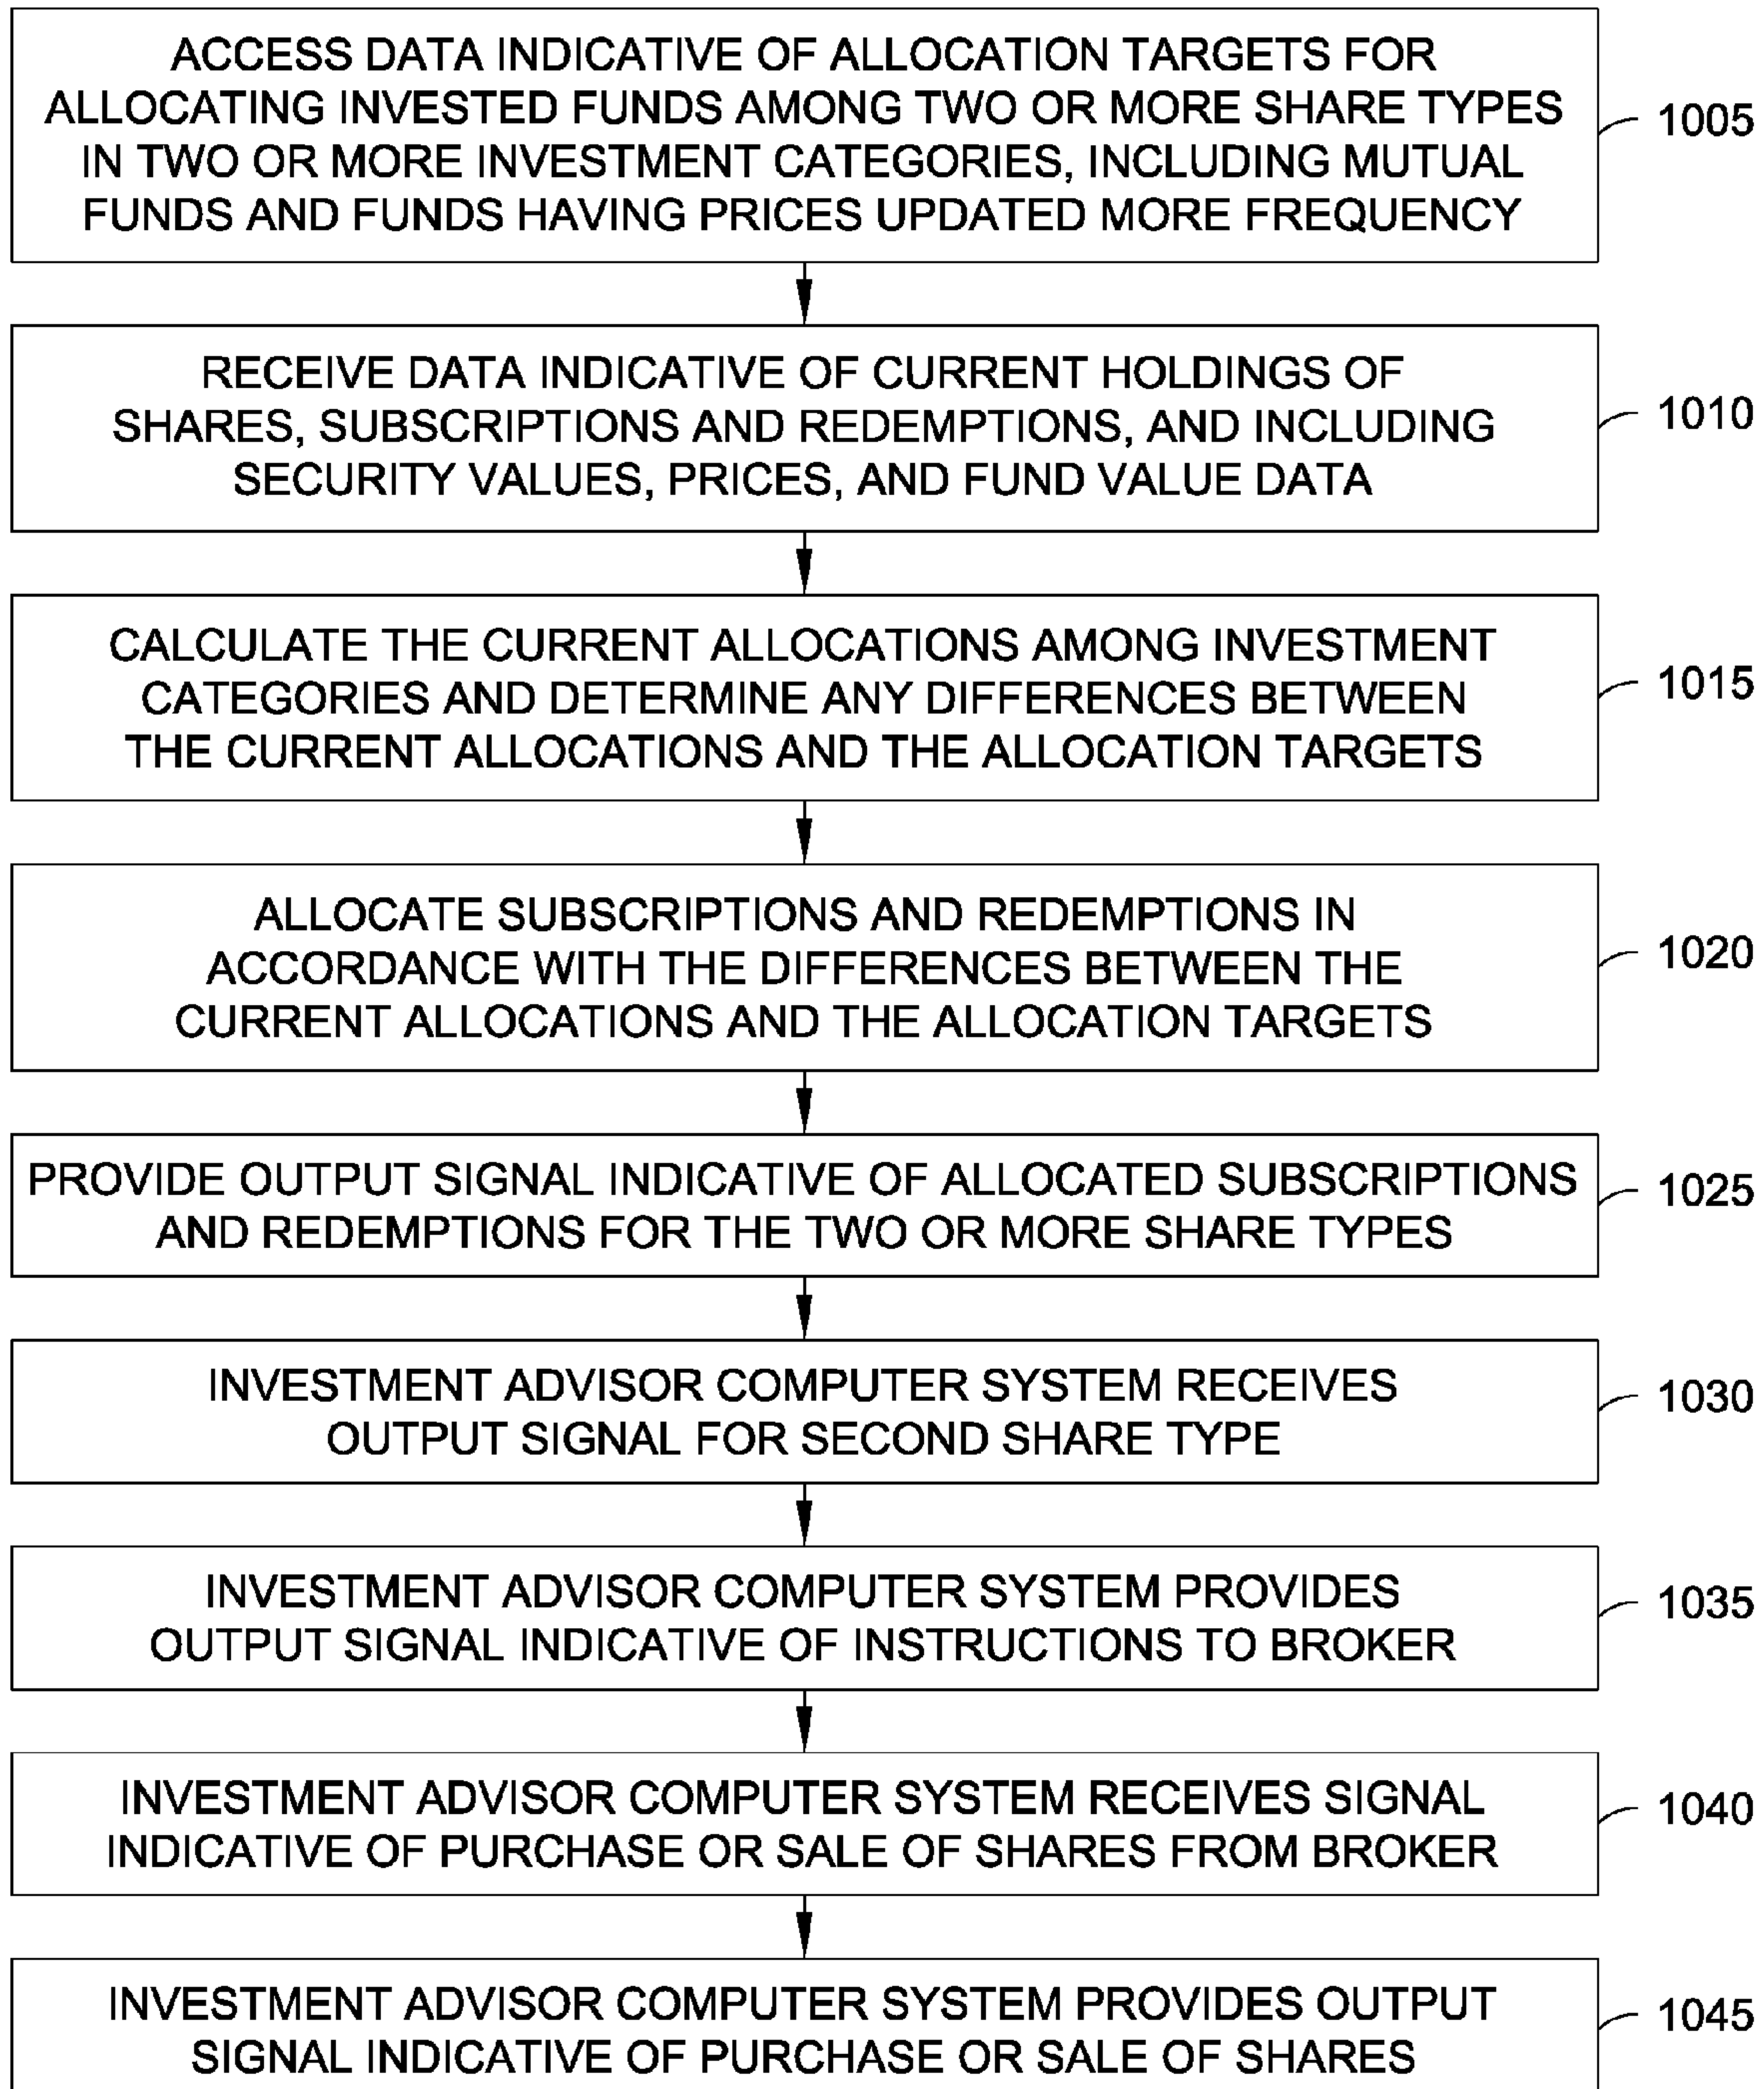 ACCESS DATA INDICATIVE OF ALLOCATION TARGETS FOR
ALLOCATING INVESTED FUNDS AMONG TWO OR MORE SHARE TYPES
IN TWO OR MORE INVESTMENT CATEGORIES, INCLUDING MUTUAL
FUNDS AND FUNDS HAVING PRICES UPDATED MORE FREQUENCY
1005
RECEIVE DATA INDICATIVE OF CURRENT HOLDINGS OF
SHARES, SUBSCRIPTIONS AND REDEMPTIONS, AND INCLUDING
SECURITY VALUES, PRICES, AND FUND VALUE DATA
1010
CALCULATE THE CURRENT ALLOCATIONS AMONG INVESTMENT
CATEGORIES AND DETERMINE ANY DIFFERENCES BETWEEN
THE CURRENT ALLOCATIONS AND THE ALLOCATION TARGETS
1015
ALLOCATE SUBSCRIPTIONS AND REDEMPTIONS IN
ACCORDANCE WITH THE DIFFERENCES BETWEEN THE
CURRENT ALLOCATIONS AND THE ALLOCATION TARGETS
1020
PROVIDE OUTPUT SIGNAL INDICATIVE OF ALLOCATED SUBSCRIPTIONS
AND REDEMPTIONS FOR THE TWO OR MORE SHARE TYPES
1025
INVESTMENT ADVISOR COMPUTER SYSTEM RECEIVES
OUTPUT SIGNAL FOR SECOND SHARE TYPE
1030
INVESTMENT ADVISOR COMPUTER SYSTEM PROVIDES
OUTPUT SIGNAL INDICATIVE OF INSTRUCTIONS TO BROKER
1035
INVESTMENT ADVISOR COMPUTER SYSTEM RECEIVES SIGNAL
INDICATIVE OF PURCHASE OR SALE OF SHARES FROM BROKER
1040
INVESTMENT ADVISOR COMPUTER SYSTEM PROVIDES OUTPUT
SIGNAL INDICATIVE OF PURCHASE OR SALE OF SHARES
1045